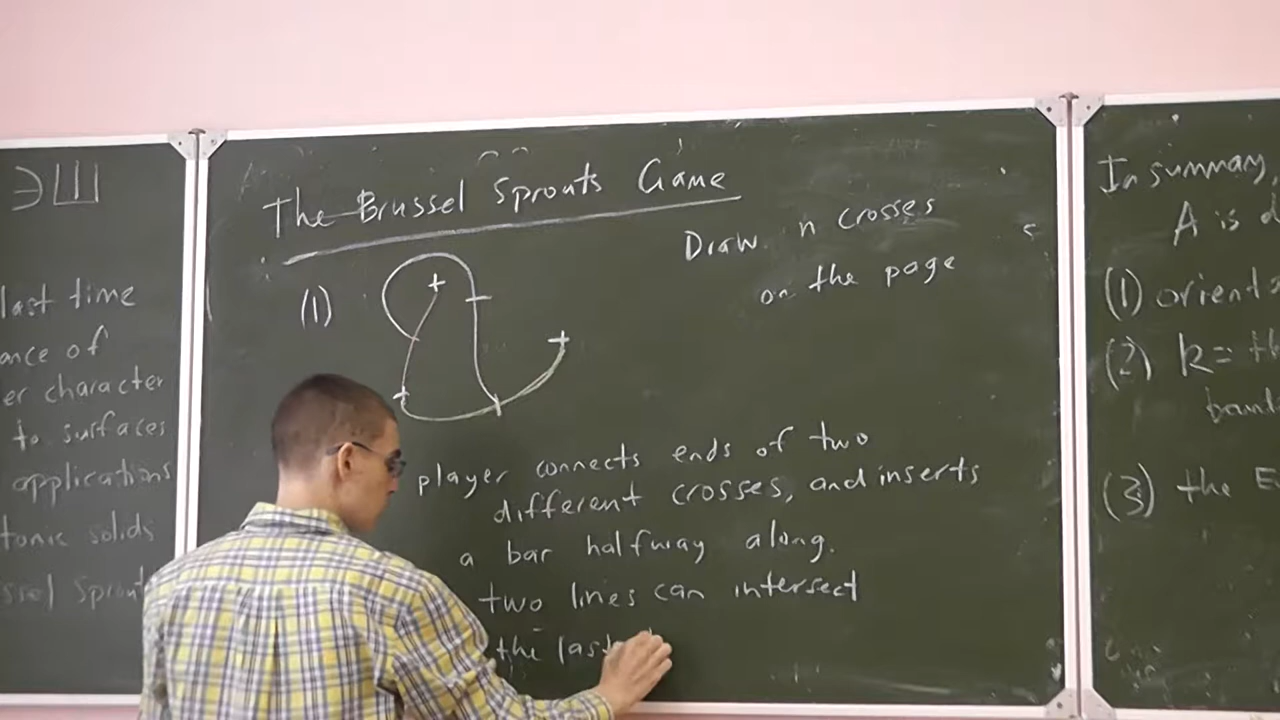 ЭШ
last time
ance of
er character
to surfaces
applications
tonic solids
ssel Sprout
The Brussel Sprouts Game
Draw n crosses
on the page
(1)
player connects ends of two
different crosses, and inserts
a bar halfway along.
two lines can intersect
the last
In summary,
A is
(1) orient
(2) k = th
(3) the E